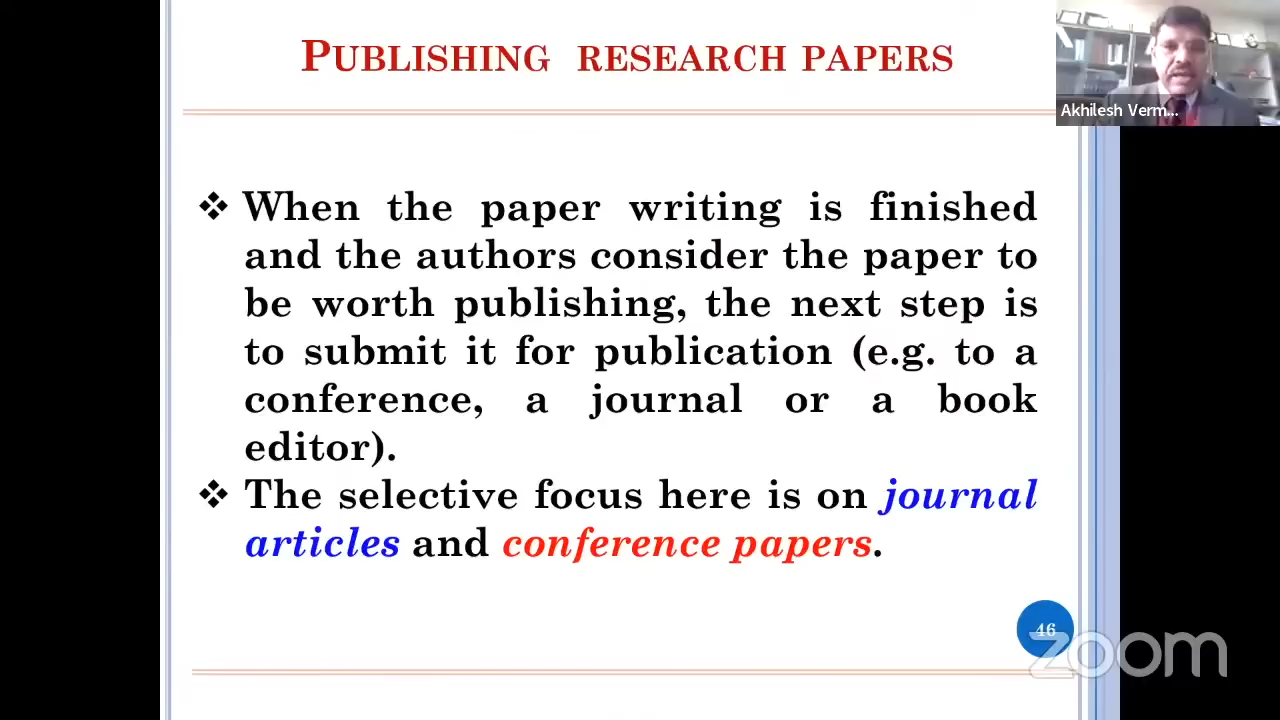 PUBLISHING RESEARCH PAPERS
Akhilesh Verm...
❖ When the paper writing is finished
and the authors consider the paper to
be worth publishing, the next step is
to submit it for publication (e.g. to a
conference, a journal or a book
editor).
❖ The selective focus here is on journal
articles and conference papers.
46
zoom